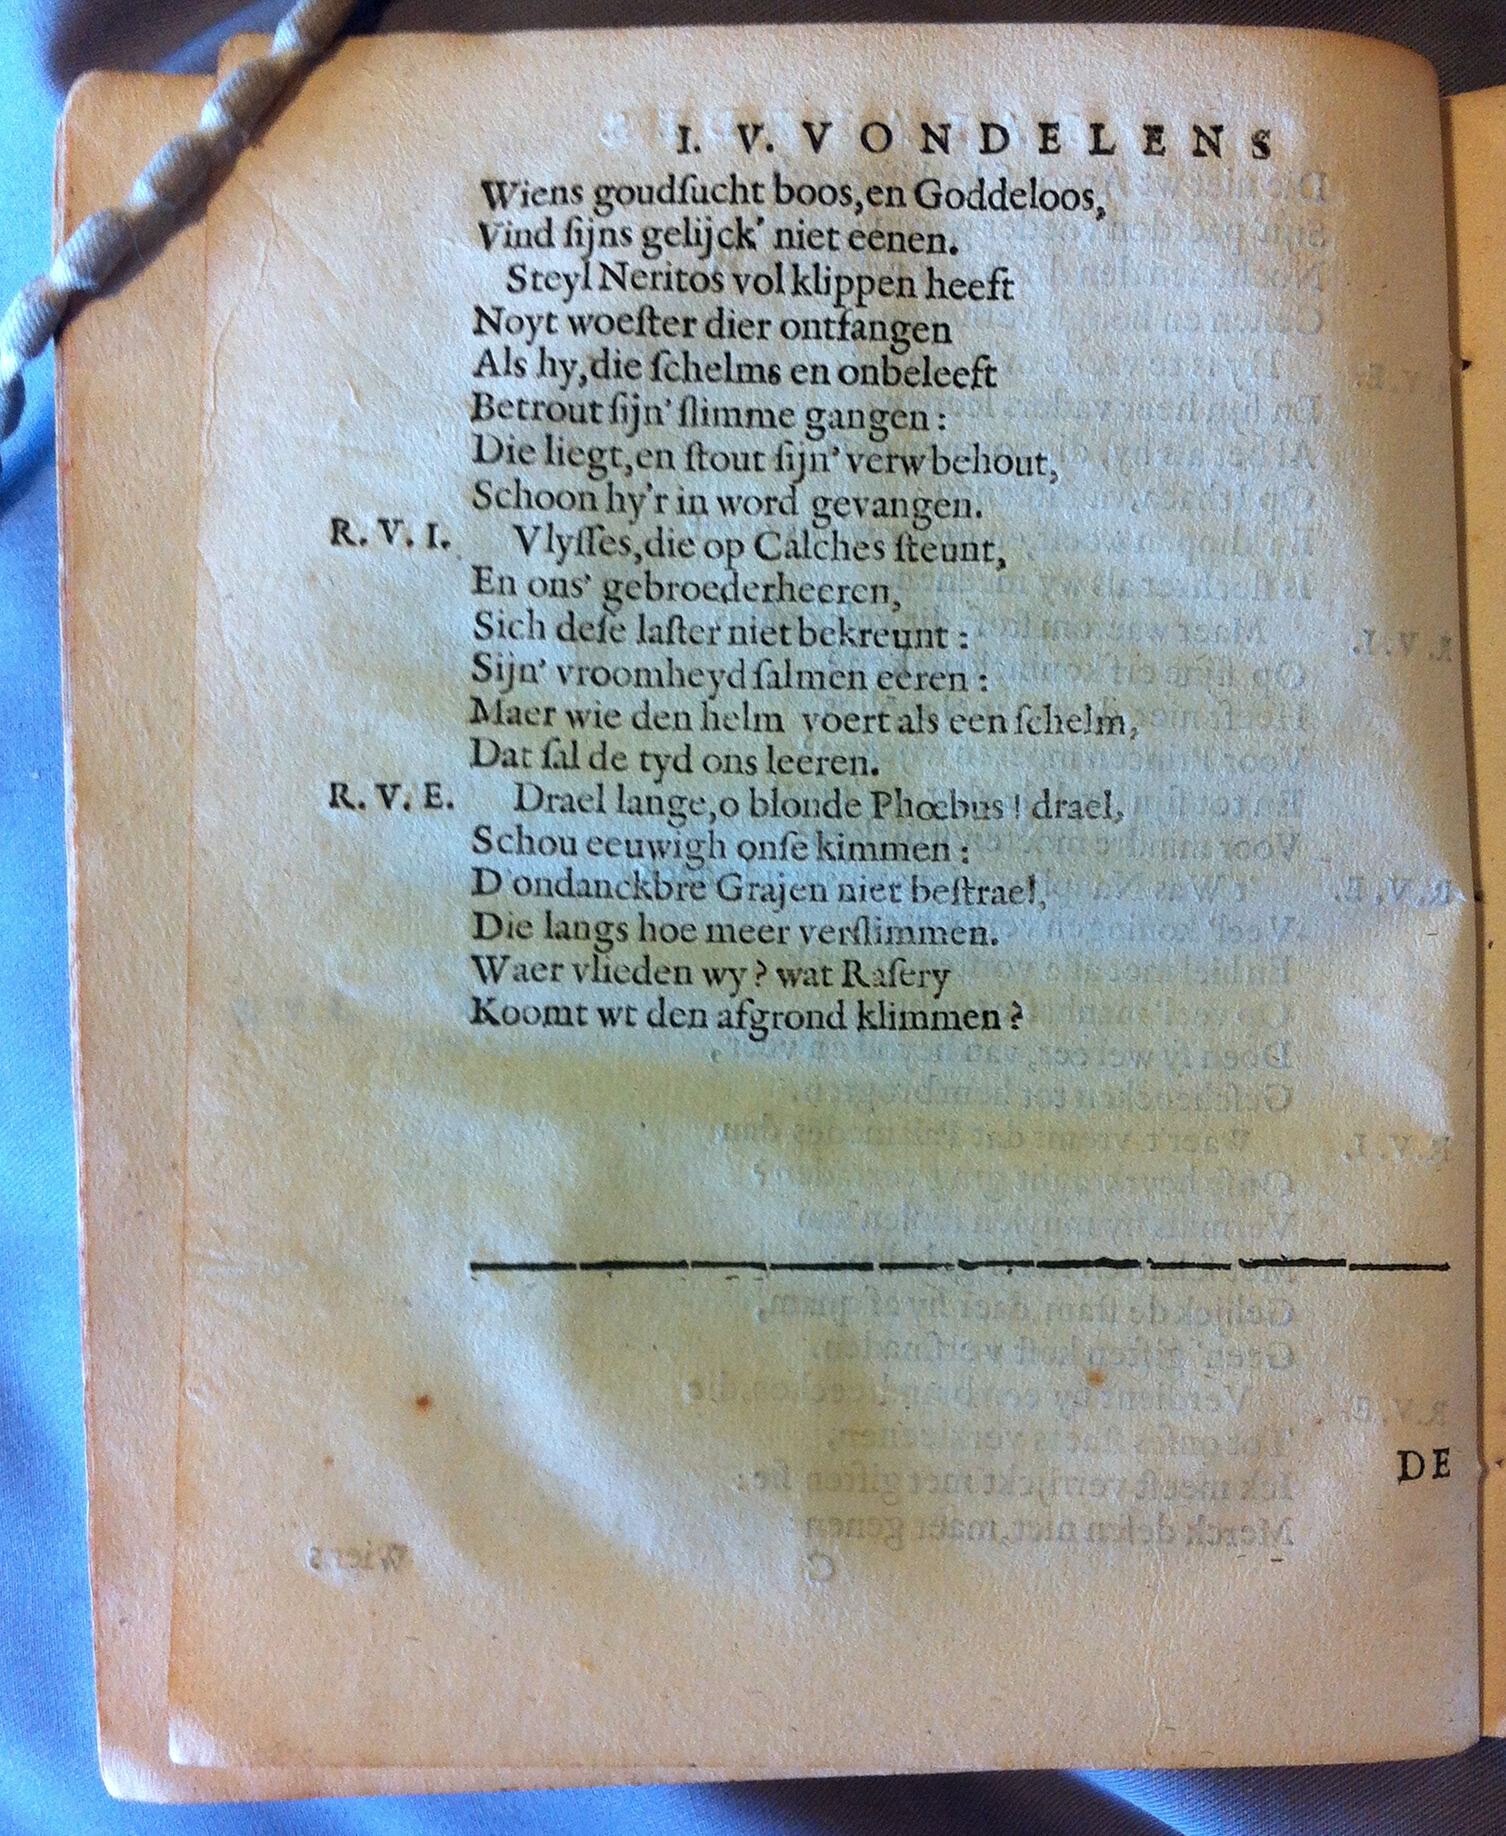 I. V. VONDELENS
Wiens goudſucht boos,en Goddeloos,
Vind ſijns gelijck' niet eenen.
Steyl Neritos vol klippen heeft
Noyt woeſter dier ontfangen
Als hy,die ſchelms en onbeleeft
Betrout ſijn' ſlimme gangen:
Die liegt,en ſtout ſijn' verw behout,
Schoon hy'r in word gevangen.
R. V. I. Vlyſſes,die op Calches ſteunt,
En ons' gebroederheeren,
Sich deſe laſter niet bekreunt:
Sijn' vroomheyd ſalmen eeren:
Maer wie den helm voert als een ſchelm,
Dat ſal de tyd ons leeren.
R. V. E. Drael lange,o blonde Phœbus! drael,
Schou eeuwigh onſe kimmen:
D'ondanckbre Grajen niet beſtrael,
Die langs hoe meer verſlimmen.
Waer vlieden wy? wat Raſery
Koomt wt den afgrond klimmen?
DE